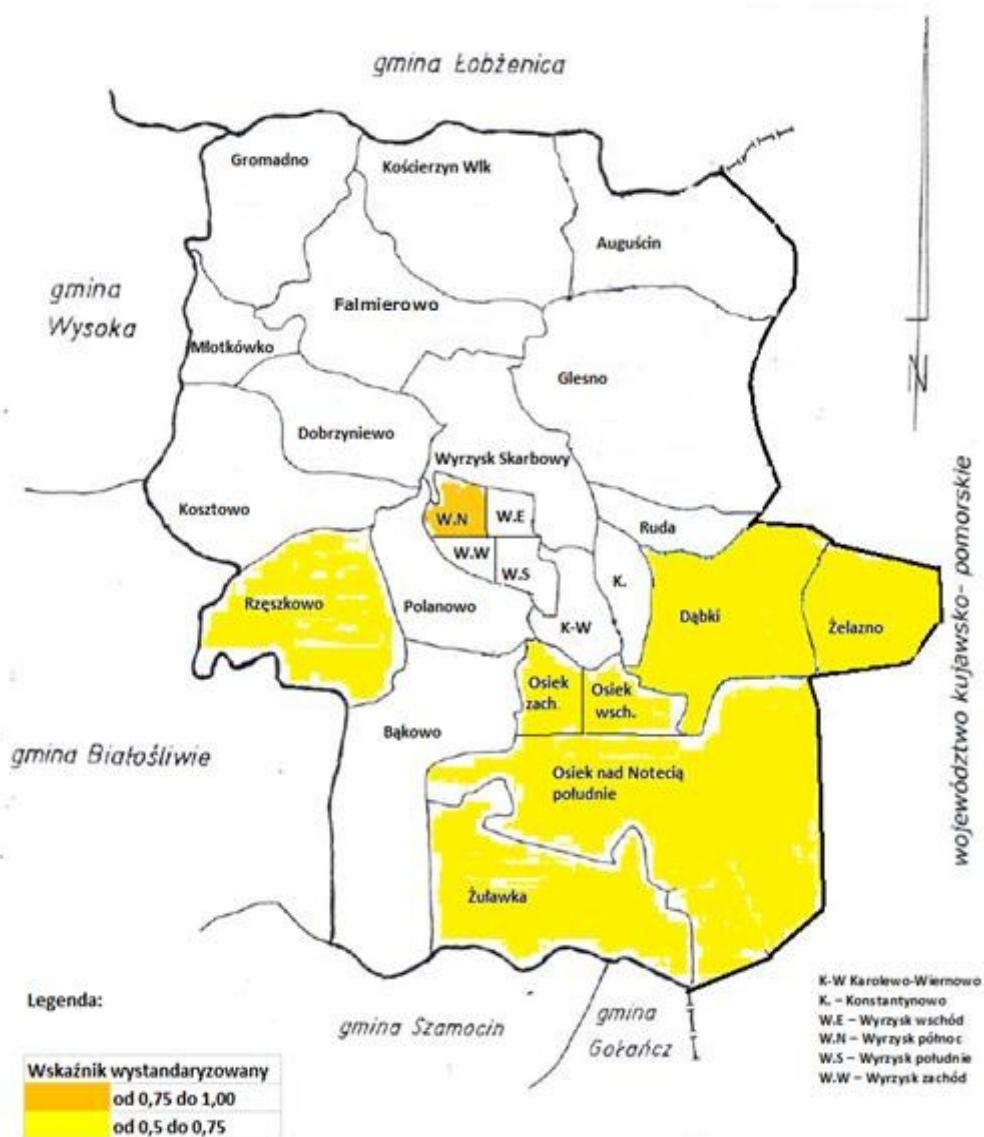 gmina Łobżenica
Gromadno
Kościerzyn Wlk
Auguścin
gmina
Wysoka
Falmierowo
Młotkówko
Glesno
N
Dobrzyniewo
Wyrzysk Skarbowy
Kosztowo
W.N
W.E
Ruda
W.W
W.S
K.
Rzęszkowo
Polanowo
K-W
Dąbki
Żelazno
województwo kujawsko- pomorskie
Osiek
zach.
Osiek
wsch.
Bąkowo
gmina Białośliwie
Osiek nad Notecią
południe
Żuławka
Legenda:
gmina Szamocin
gmina
Gołańcz
K-W Karolewo-Wiernowo
K. – Konstantynowo
W.E – Wyrzysk wschód
W.N – Wyrzysk północ
W.S – Wyrzysk południe
W.W – Wyrzysk zachód
Wskaźnik wystandaryzowany
od 0,75 do 1,00
od 0,5 do 0,75